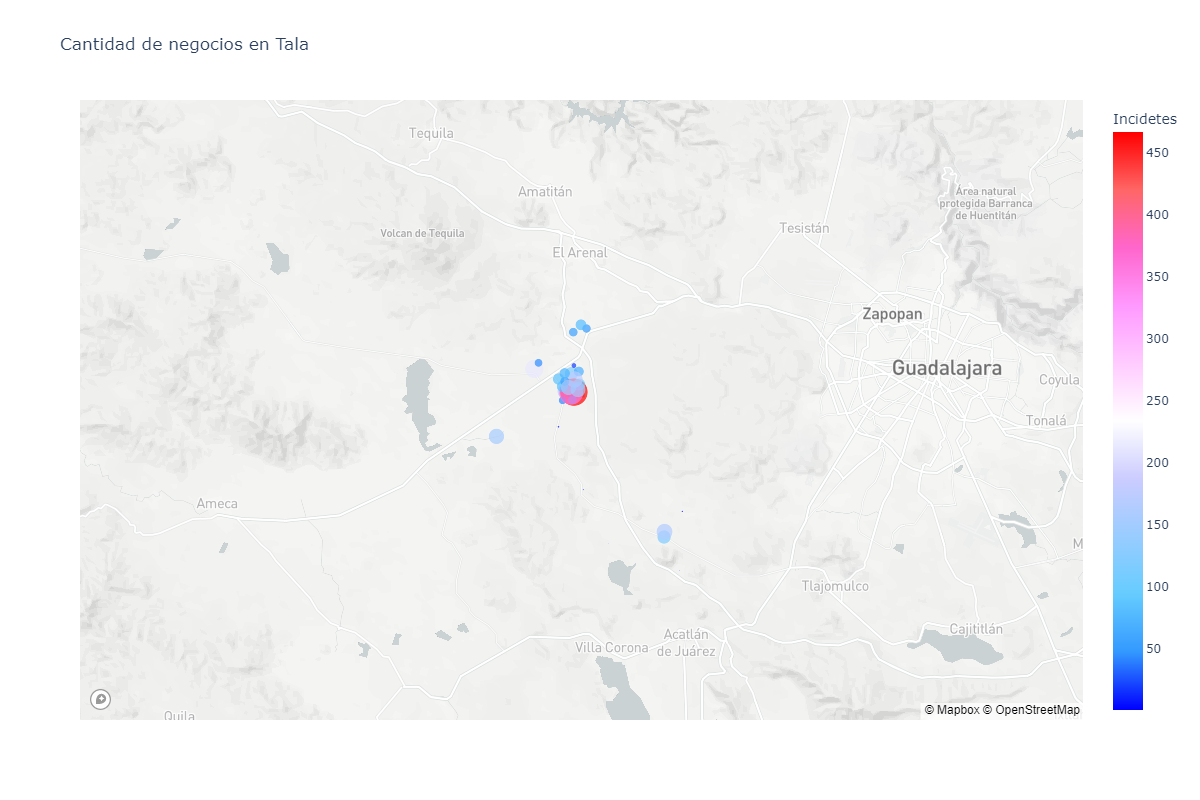 Cantidad de negocios en Tala
Incidetes
450
400
350
300
250
200
150
100
50
Tequila
Amatitán
Volcan de Tequila
El Arenal
Tesistán
Área natural
protegida Barranca
de Huentitán
Zapopan
Guadalajara
Coyula
Tonalá
Ameca
M
Tlajomulco
Cajititlán
Villa Corona
Acatlán
de Juárez
Quila
© Mapbox © OpenStreetMap